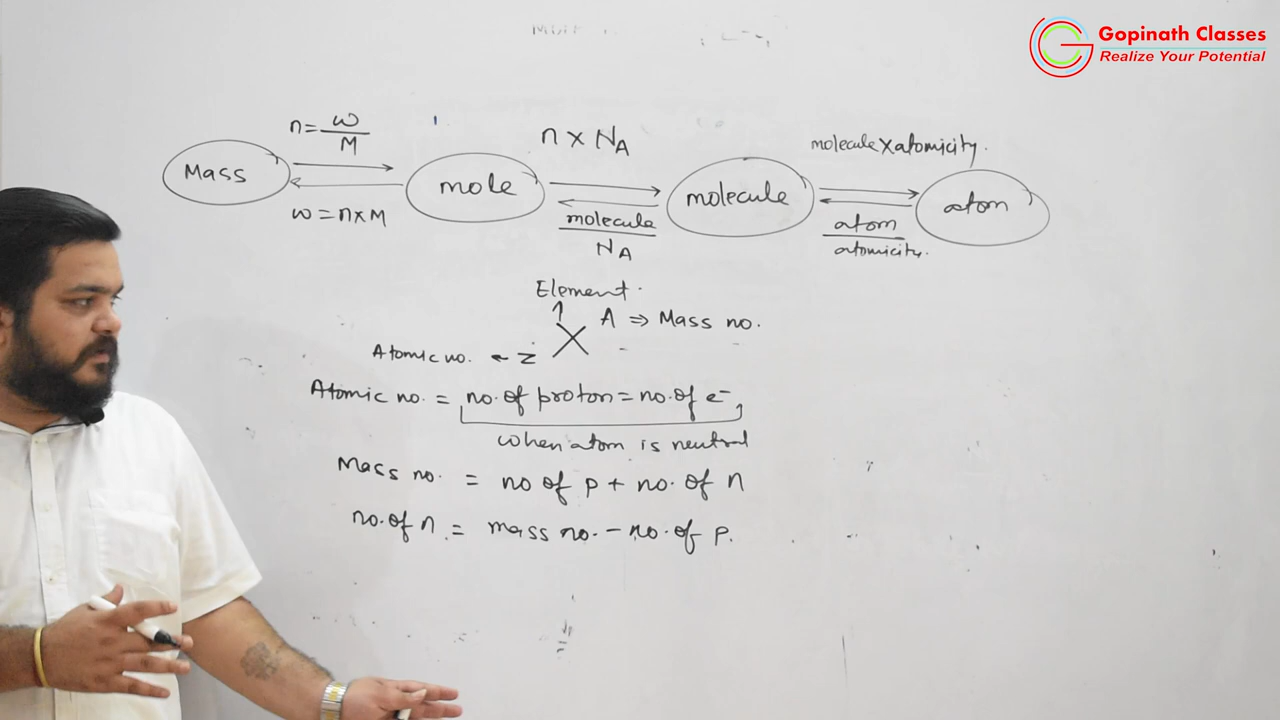 Gopinath Classes
Realize Your Potential
n = w/M
n × NA
molecule × atomicity.
Mass
mole
molecule
atom
w = n × M
molecule/NA
atom/atomicity.
Element.
↑
X A ⇒ Mass no.
Atomic no. ← Z
Atomic no. = no. of proton = no. of e⁻
when atom is neutral
Mass no. = no of p + no. of n
no. of n = mass no. – no. of p.